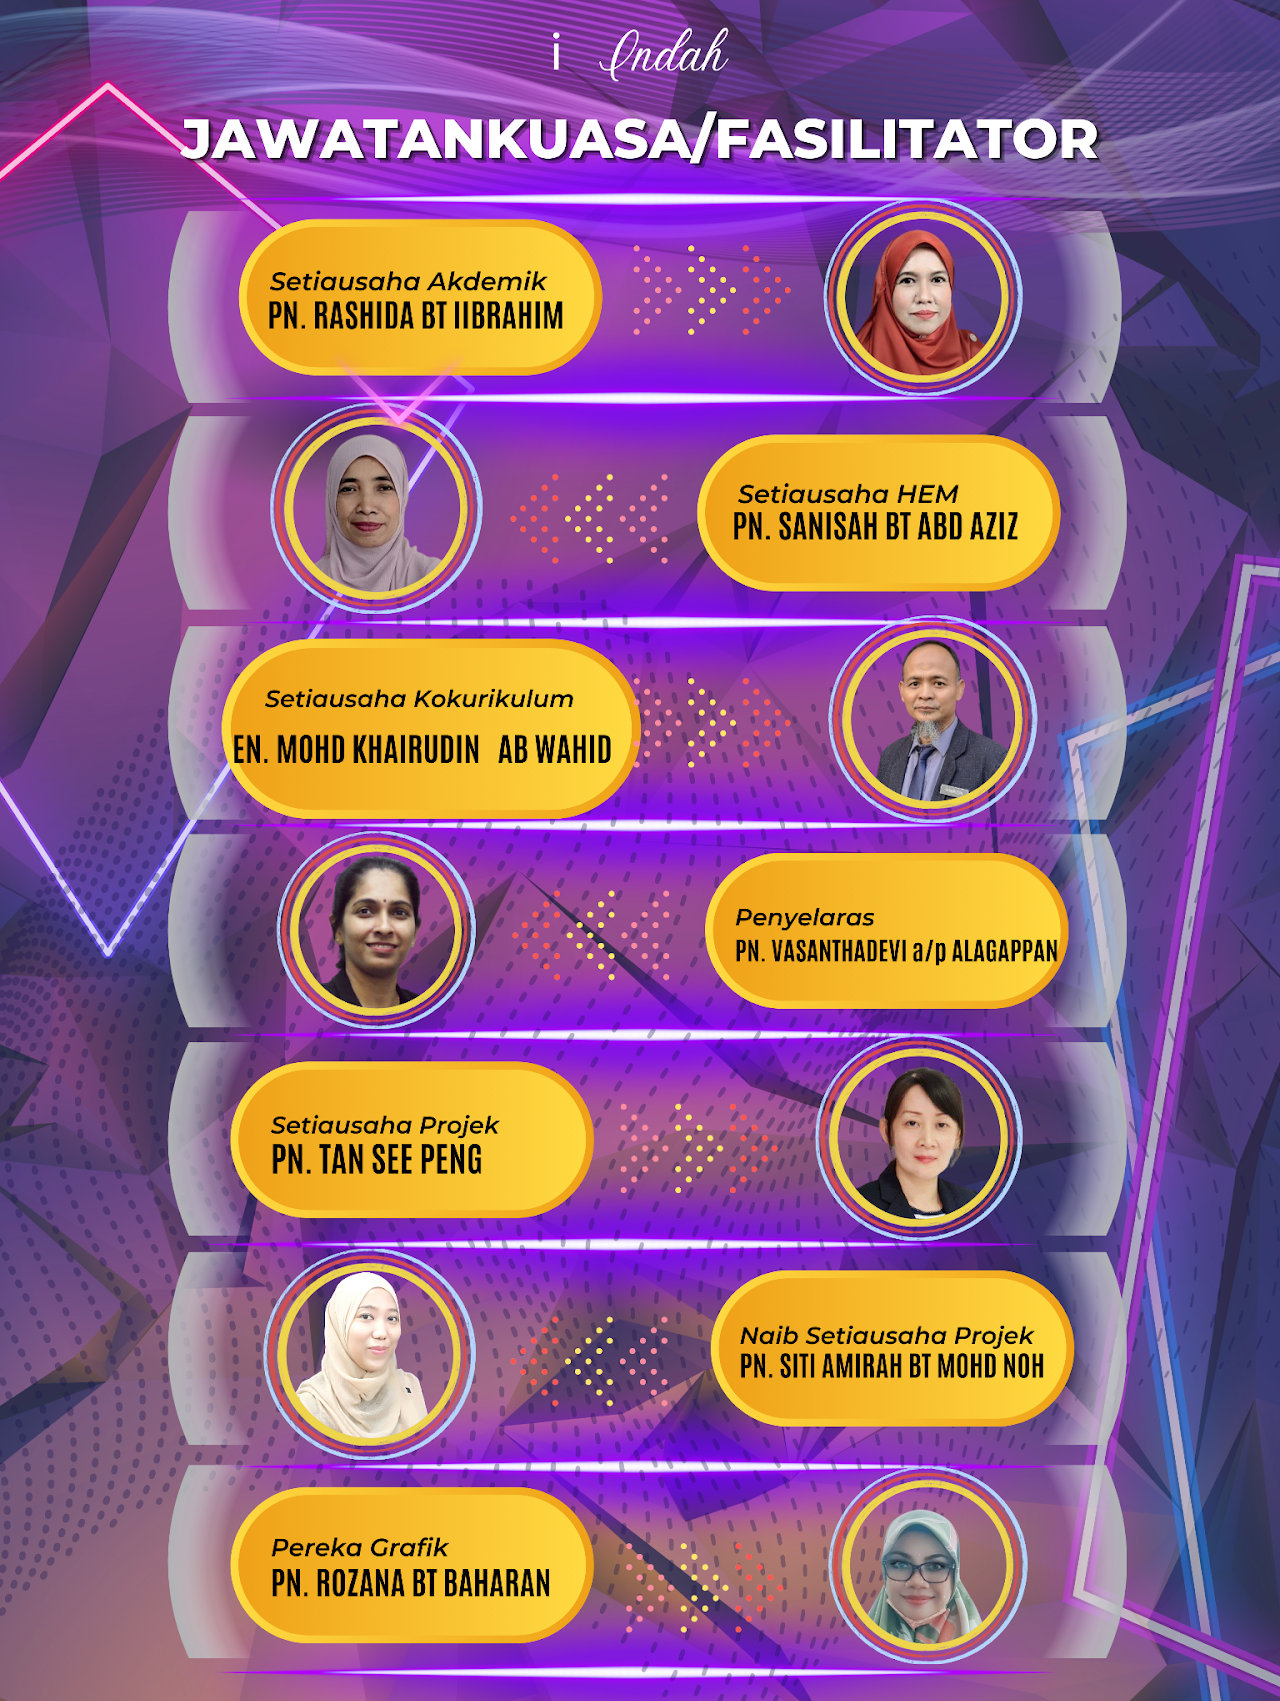 i Indah
JAWATANKUASA/FASILITATOR
Setiausaha Akdemik
PN. RASHIDA BT IIBRAHIM
Setiausaha HEM
PN. SANISAH BT ABD AZIZ
Setiausaha Kokurikulum
EN. MOHD KHAIRUDIN AB WAHID
Penyelaras
PN. VASANTHADEVI a/p ALAGAPPAN
Setiausaha Projek
PN. TAN SEE PENG
Naib Setiausaha Projek
PN. SITI AMIRAH BT MOHD NOH
Pereka Grafik
PN. ROZANA BT BAHARAN